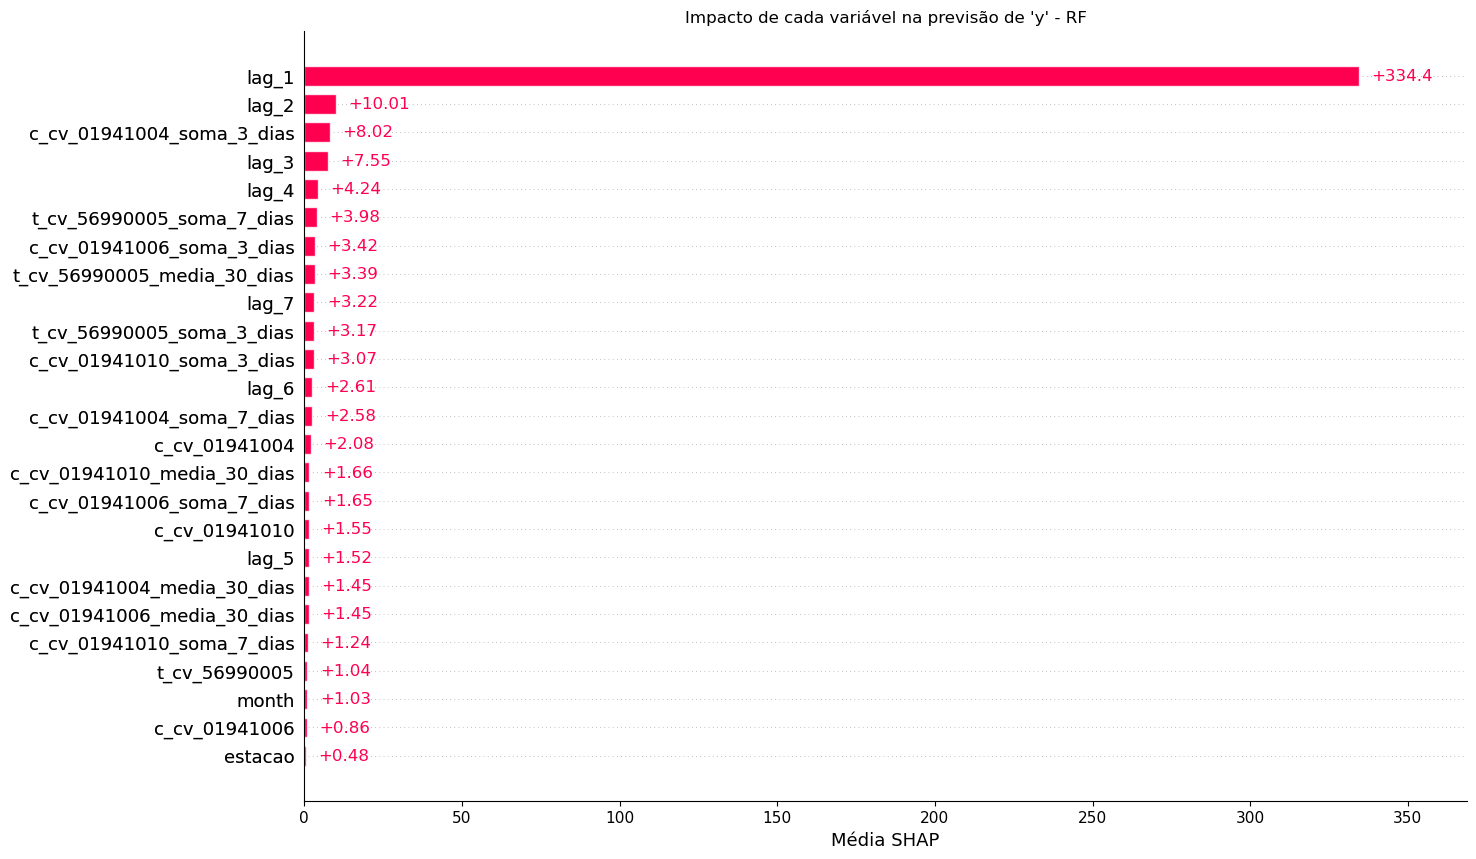 Impacto de cada variável na previsão de 'y' - RF
lag_1 +334.4
lag_2 +10.01
c_cv_01941004_soma_3_dias +8.02
lag_3 +7.55
lag_4 +4.24
t_cv_56990005_soma_7_dias +3.98
c_cv_01941006_soma_3_dias +3.42
t_cv_56990005_media_30_dias +3.39
lag_7 +3.22
t_cv_56990005_soma_3_dias +3.17
c_cv_01941010_soma_3_dias +3.07
lag_6 +2.61
c_cv_01941004_soma_7_dias +2.58
c_cv_01941004 +2.08
c_cv_01941010_media_30_dias +1.66
c_cv_01941006_soma_7_dias +1.65
c_cv_01941010 +1.55
lag_5 +1.52
c_cv_01941004_media_30_dias +1.45
c_cv_01941006_media_30_dias +1.45
c_cv_01941010_soma_7_dias +1.24
t_cv_56990005 +1.04
month +1.03
c_cv_01941006 +0.86
estacao +0.48
0 50 100 150 200 250 300 350
Média SHAP